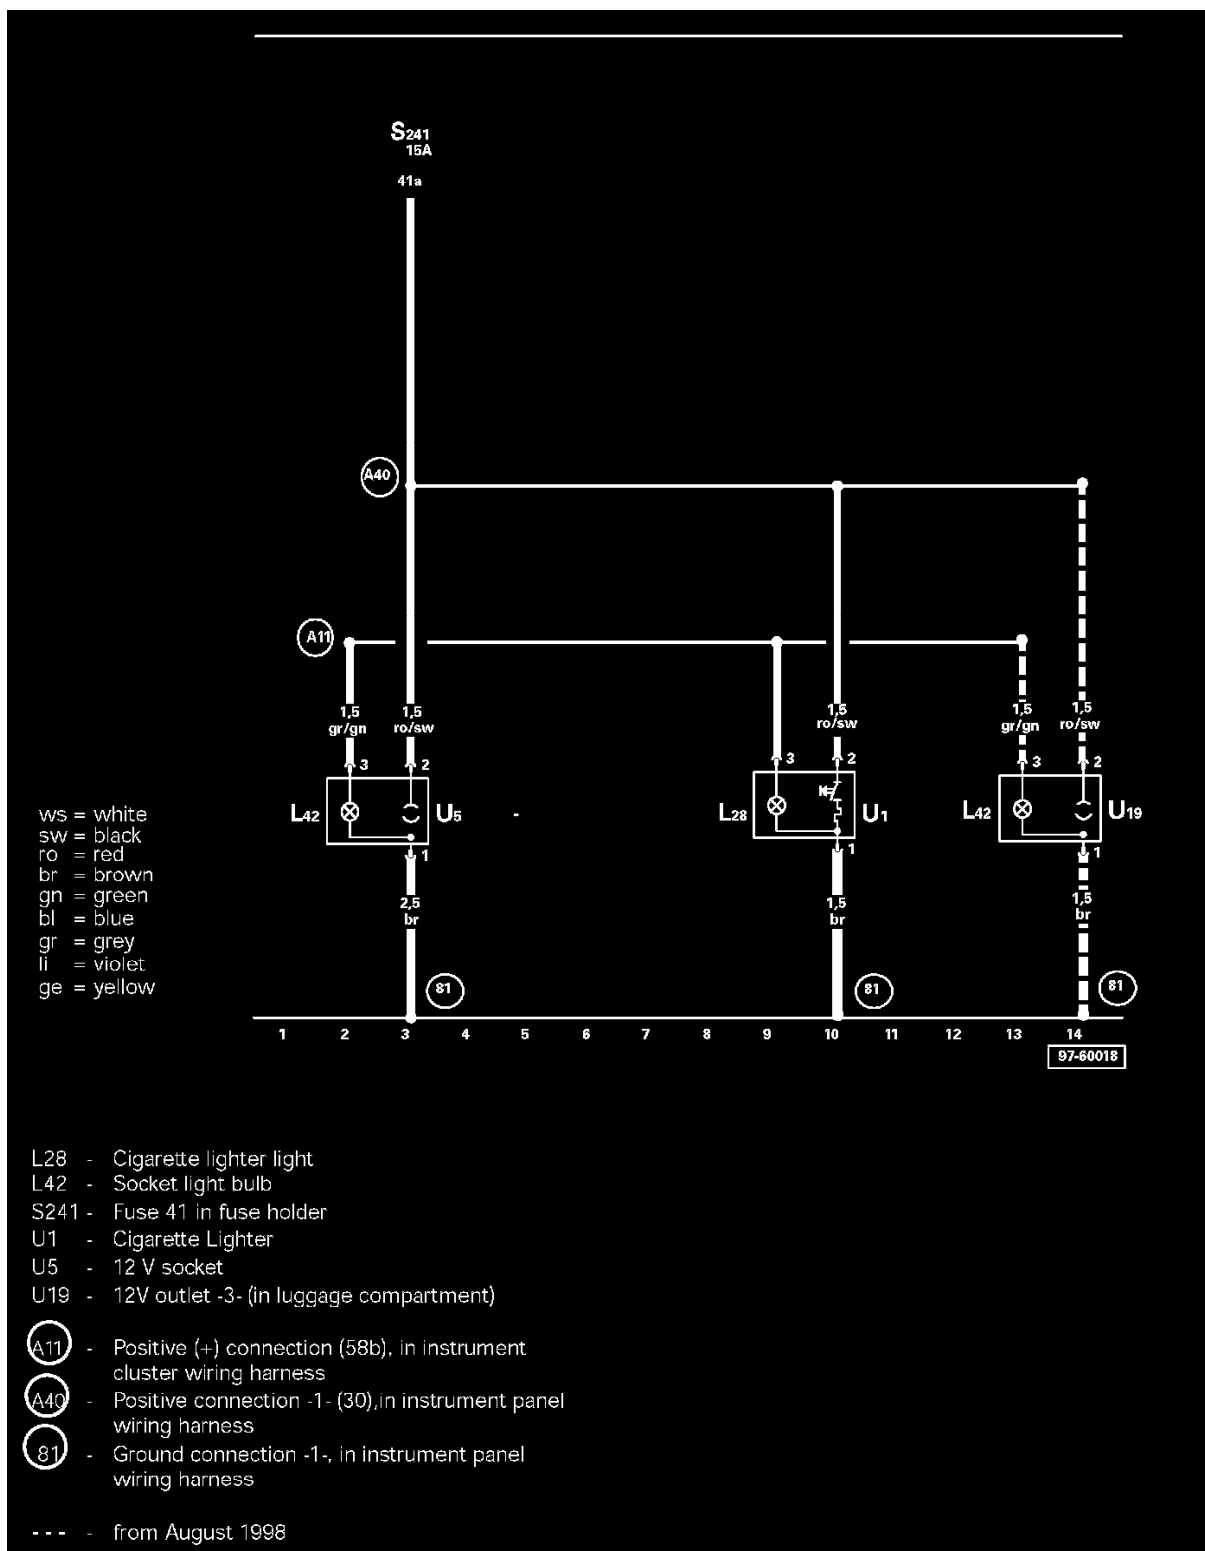 S241
15A
41a
A40
A11
1,5
gr/gn
1,5
ro/sw
1,5
ro/sw
1,5
gr/gn
1,5
ro/sw
3
2
3
2
3
2
L42
U5
-
L28
U1
L42
U19
1
1
1
2,5
br
1,5
br
1,5
br
81
81
81
ws = white
sw = black
ro = red
br = brown
gn = green
bl = blue
gr = grey
li = violet
ge = yellow
1 2 3 4 5 6 7 8 9 10 11 12 13 14
97-60018
L28 - Cigarette lighter light
L42 - Socket light bulb
S241 - Fuse 41 in fuse holder
U1 - Cigarette Lighter
U5 - 12 V socket
U19 - 12V outlet -3- (in luggage compartment)
A11 - Positive (+) connection (58b), in instrument
cluster wiring harness
A40 - Positive connection -1- (30),in instrument panel
wiring harness
81 - Ground connection -1-, in instrument panel
wiring harness
--- - from August 1998